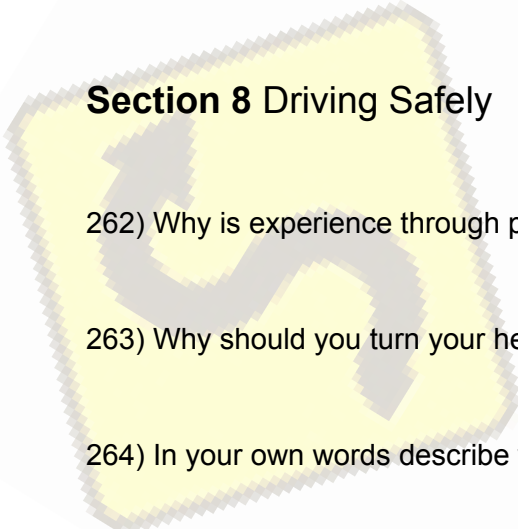 Section 8 Driving Safely
262) Why is experience through
263) Why should you turn your
264) In your own words describe